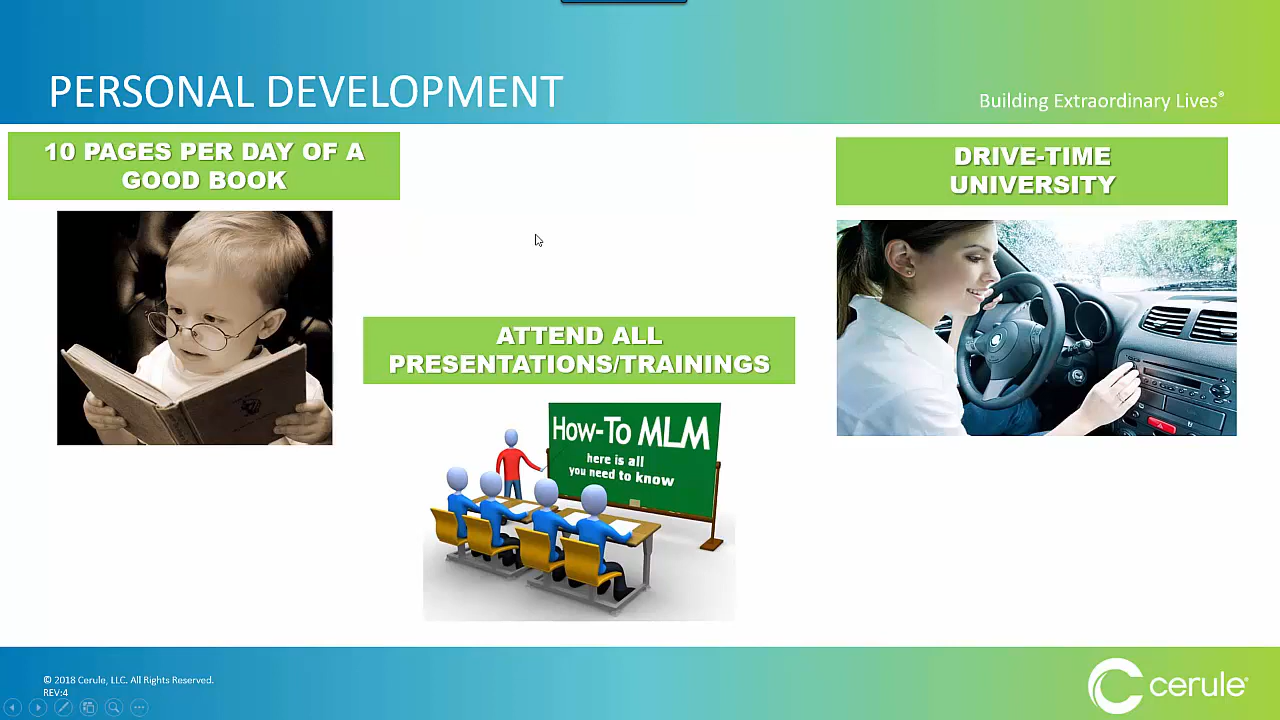 PERSONAL DEVELOPMENT
Building Extraordinary Lives®
10 PAGES PER DAY OF A
GOOD BOOK
DRIVE-TIME
UNIVERSITY
ATTEND ALL
PRESENTATIONS/TRAININGS
How-To MLM
here is all
you need to know
© 2018 Cerule, LLC. All Rights Reserved.
REV:4
cerule®